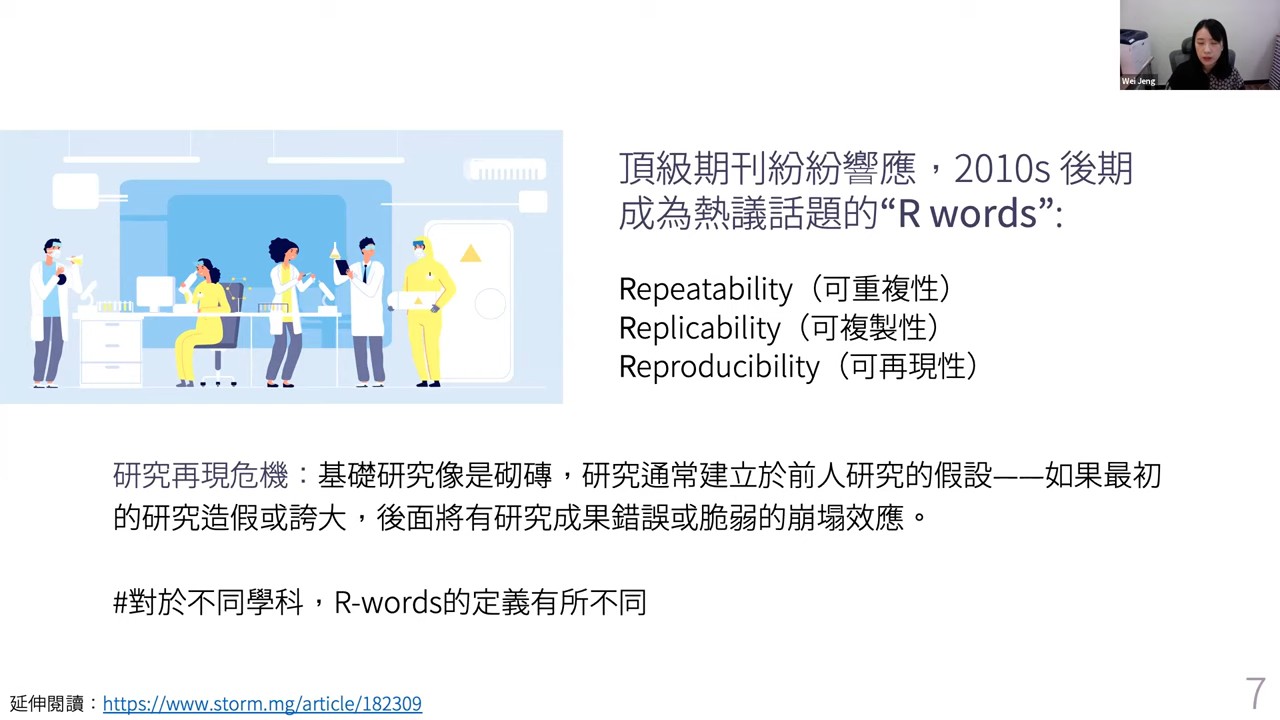 Wei Jeng
頂級期刊紛紛響應，2010s 後期
成為熱議話題的“R words”:
Repeatability（可重複性）
Replicability（可複製性）
Reproducibility（可再現性）
研究再現危機：基礎研究像是砌磚，研究通常建立於前人研究的假設——如果最初
的研究造假或誇大，後面將有研究成果錯誤或脆弱的崩塌效應。
#對於不同學科，R-words的定義有所不同
延伸閱讀：https://www.storm.mg/article/182309
7